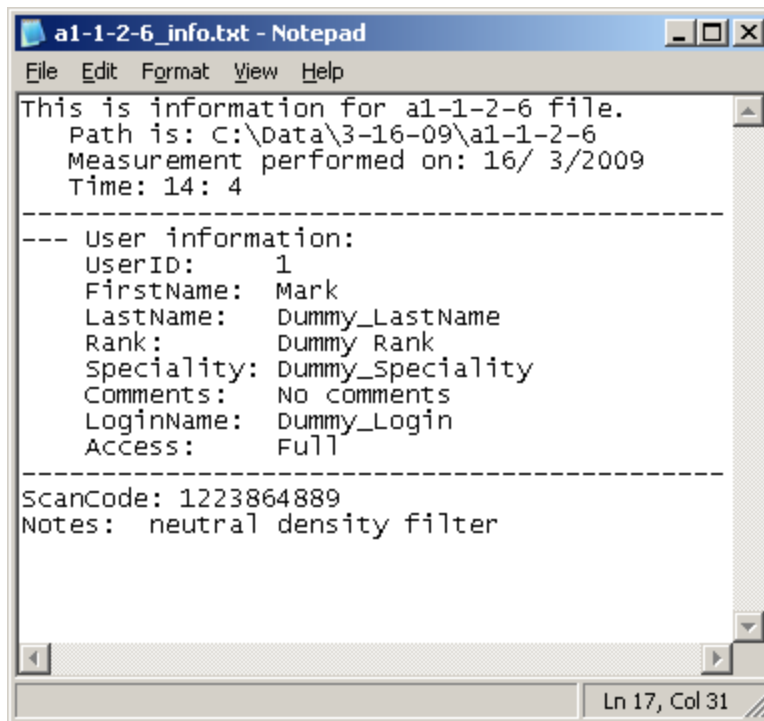 a1-1-2-6_info.txt - Notepad
File Edit Format View Help
This is information for a1-1-2-6 file.
Path is: C:\Data\3-16-09\a1-1-2-6
Measurement performed on: 16/ 3/2009
Time: 14: 4
--------------------------------------------
--- User information:
UserID: 1
FirstName: Mark
LastName: Dummy_LastName
Rank: Dummy Rank
Speciality: Dummy_Speciality
Comments: No comments
LoginName: Dummy_Login
Access: Full
--------------------------------------------
ScanCode: 1223864889
Notes: neutral density filter
Ln 17, Col 31